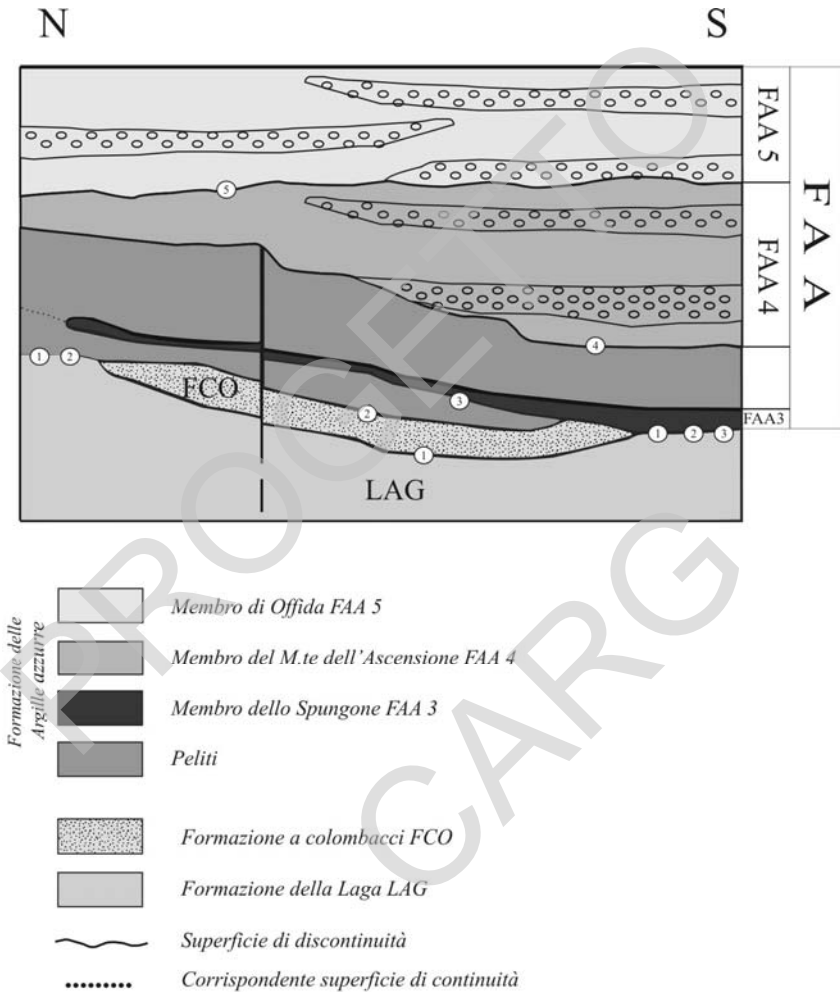 N S
FAA 5
5
FAA 4
F A A
4
1 2
FCO
2
3
1 2 3
FAA3
1
LAG
PROGETTO
CARG
Formazione delle
Argille azzurre
Membro di Offida FAA 5
Membro del M.te dell'Ascensione FAA 4
Membro dello Spungone FAA 3
Peliti
Formazione a colombacci FCO
Formazione della Laga LAG
Superficie di discontinuità
Corrispondente superficie di continuità